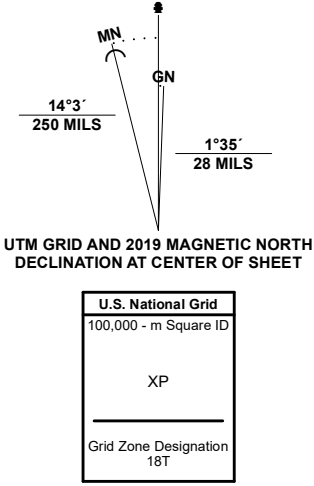 MN
GN
14°3´
250 MILS
1°35´
28 MILS
UTM GRID AND 2019 MAGNETIC NORTH
DECLINATION AT CENTER OF SHEET
U.S. National Grid
100,000 - m Square ID
XP
Grid Zone Designation
18T